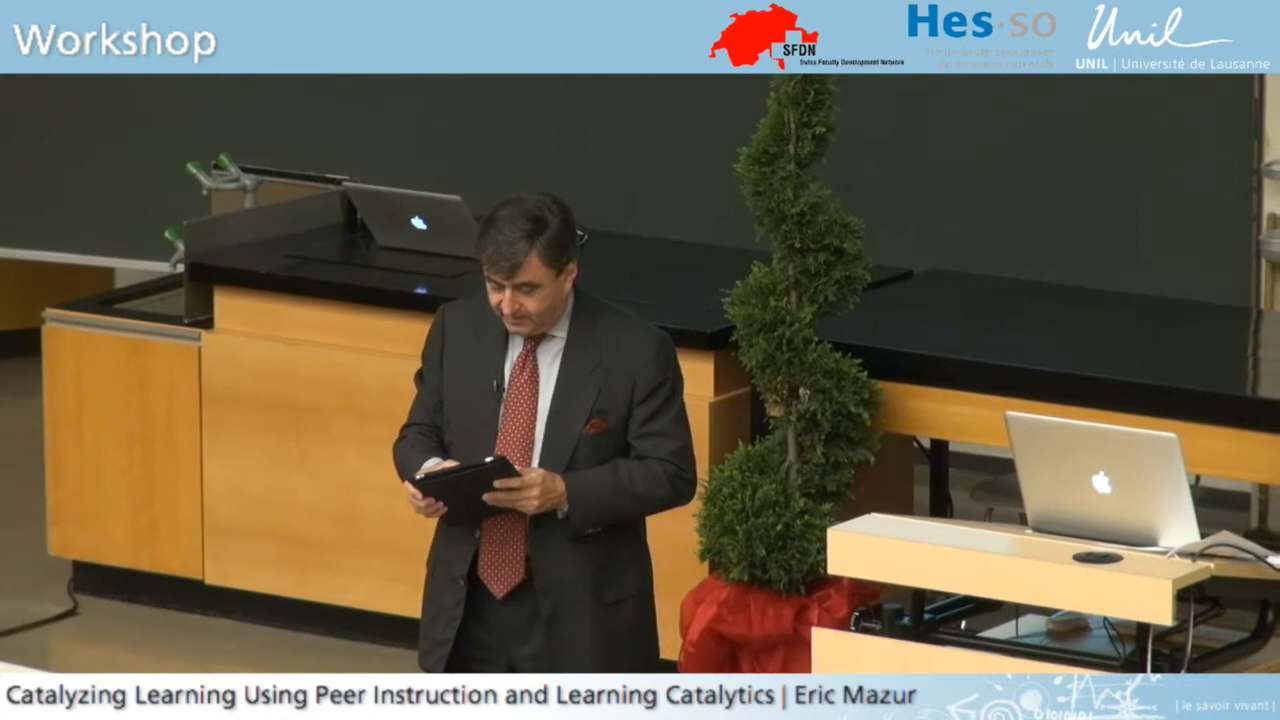 Workshop
SFDN
Swiss Faculty Development Network
Hes·so
Unil
UNIL | Université de Lausanne
Catalyzing Learning Using Peer Instruction and Learning Catalytics | Eric Mazur
| le savoir vivant |